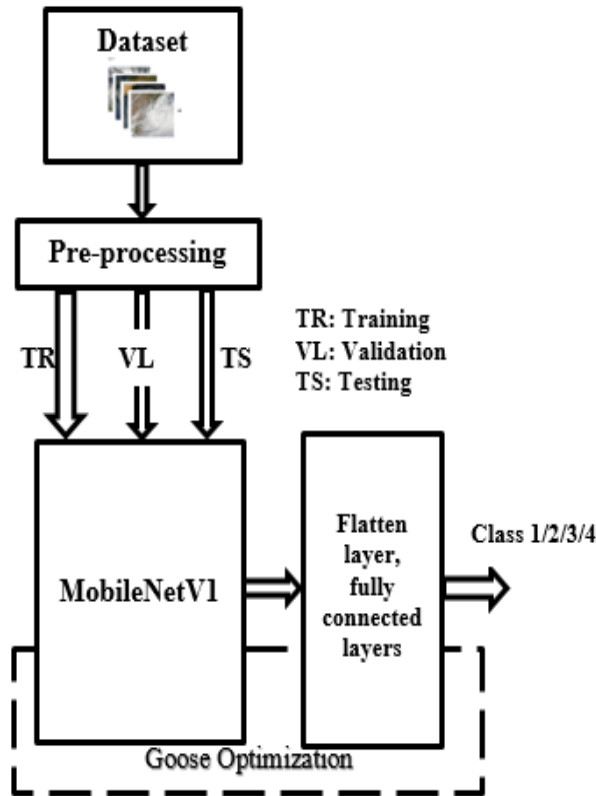 Dataset
Pre-processing
TR
VL
TS
TR: Training
VL: Validation
TS: Testing
MobileNetV1
Flatten
layer,
fully
connected
layers
Class 1/2/3/4
Goose Optimization